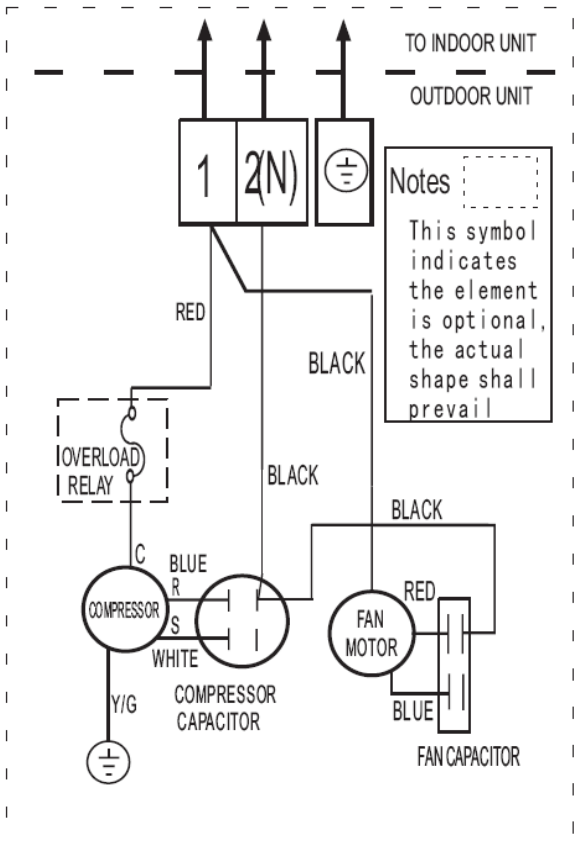 TO INDOOR UNIT
OUTDOOR UNIT
1
2(N)
Notes
This symbol
indicates
the element
is optional,
the actual
shape shall
prevail
RED
BLACK
OVERLOAD
RELAY
BLACK
BLACK
C
BLUE
R
COMPRESSOR
S
WHITE
RED
FAN
MOTOR
Y/G
COMPRESSOR
CAPACITOR
BLUE
FAN CAPACITOR